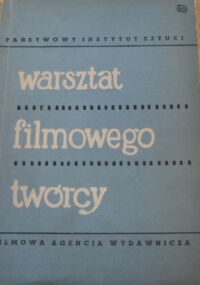 PAŃSTWOWY INSTYTUT SZTUKI
warsztat
filmowego
twórcy
FILMOWA AGENCJA WYDAWNICZA